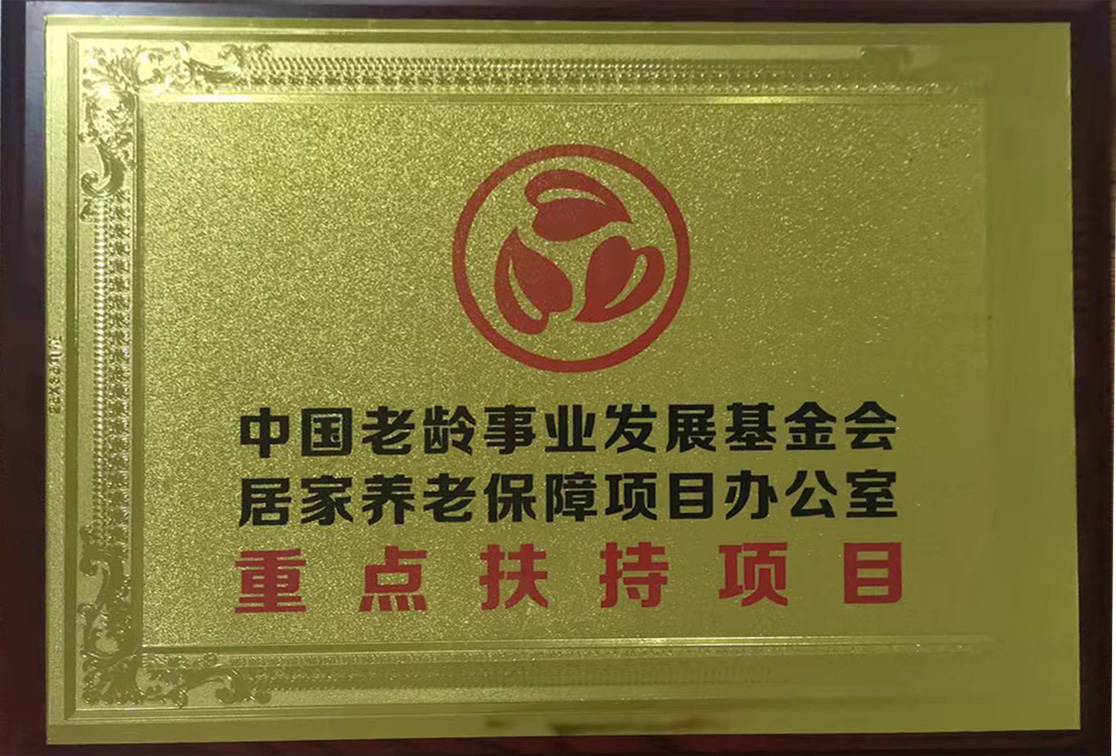 中国老龄事业发展基金会
居家养老保障项目办公室
重点扶持项目